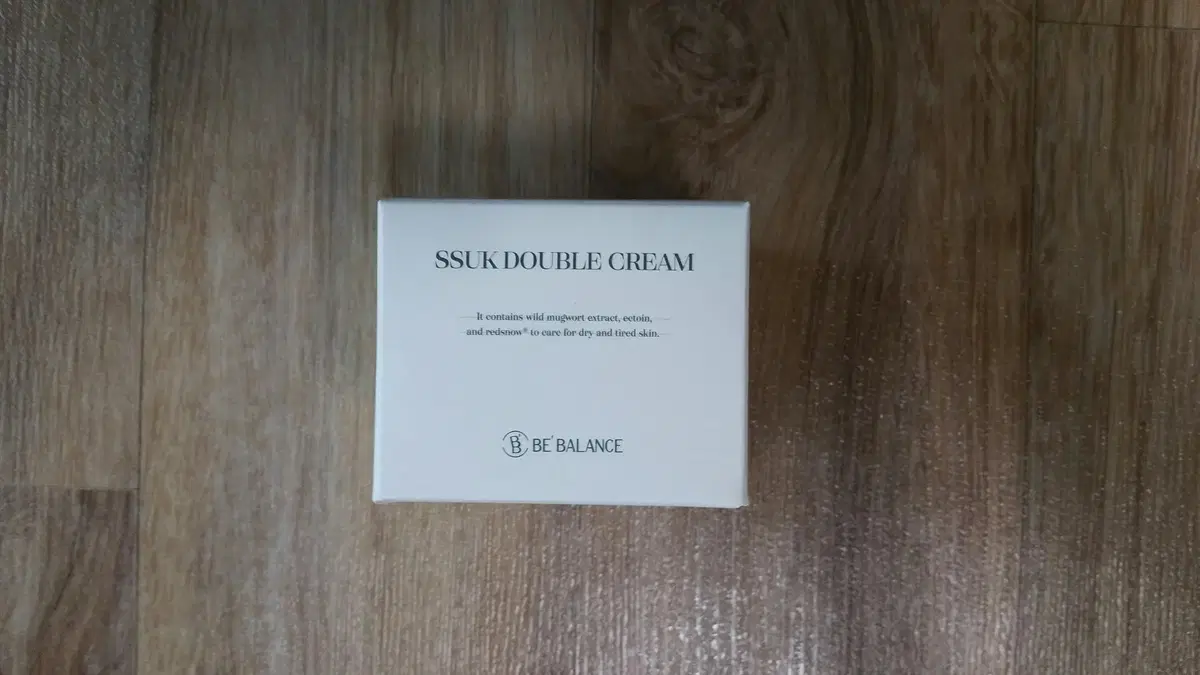 SSUK DOUBLE CREAM
It contains wild mugwort extract, ectoin,
and redsnow® to care for dry and tired skin.
B BE´BALANCE